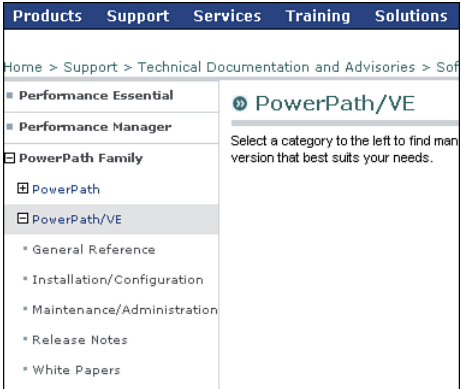 Products Support Services Training Solutions
Home > Support > Technical Documentation and Advisories > Sof
Performance Essential
Performance Manager
PowerPath Family
PowerPath
PowerPath/VE
General Reference
Installation/Configuration
Maintenance/Administration
Release Notes
White Papers
PowerPath/VE
Select a category to the left to find man
version that best suits your needs.